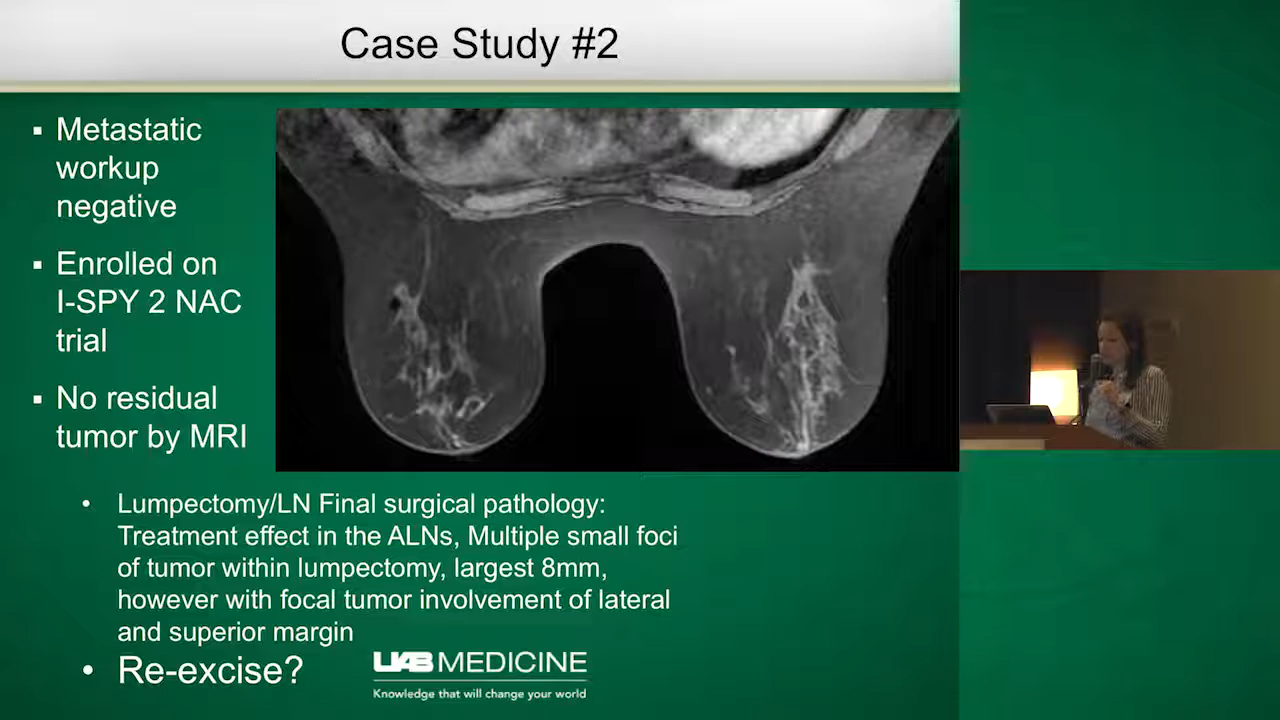 Case Study #2
▪ Metastatic
workup
negative
▪ Enrolled on
I-SPY 2 NAC
trial
▪ No residual
tumor by MRI
• Lumpectomy/LN Final surgical pathology:
Treatment effect in the ALNs, Multiple small foci
of tumor within lumpectomy, largest 8mm,
however with focal tumor involvement of lateral
and superior margin
• Re-excise?
UAB MEDICINE
Knowledge that will change your world